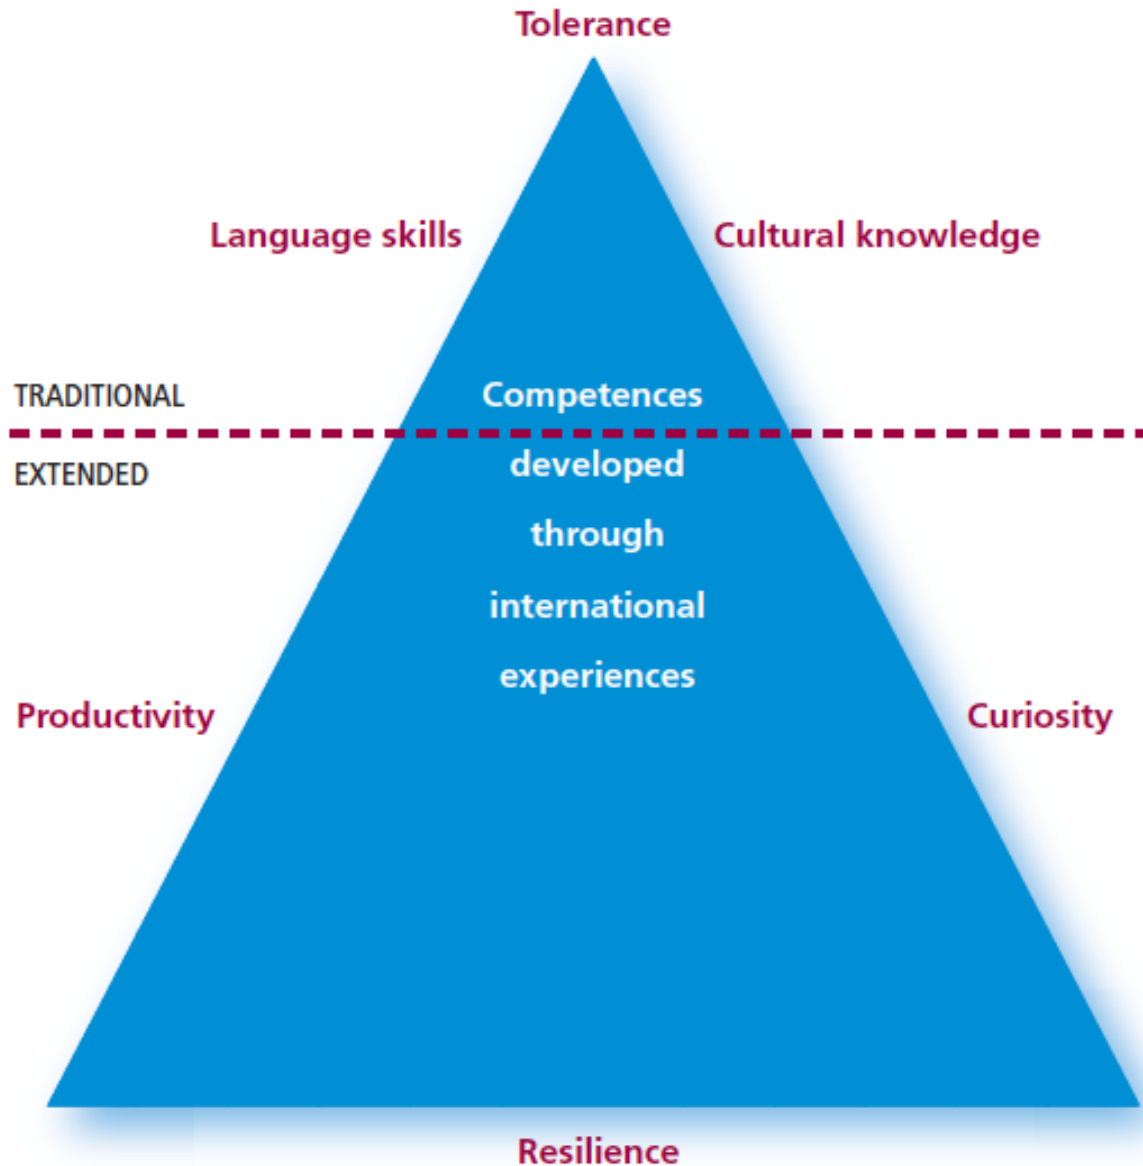 Tolerance
Language skills
Cultural knowledge
TRADITIONAL
Competences
EXTENDED
developed
through
international
experiences
Productivity
Curiosity
Resilience